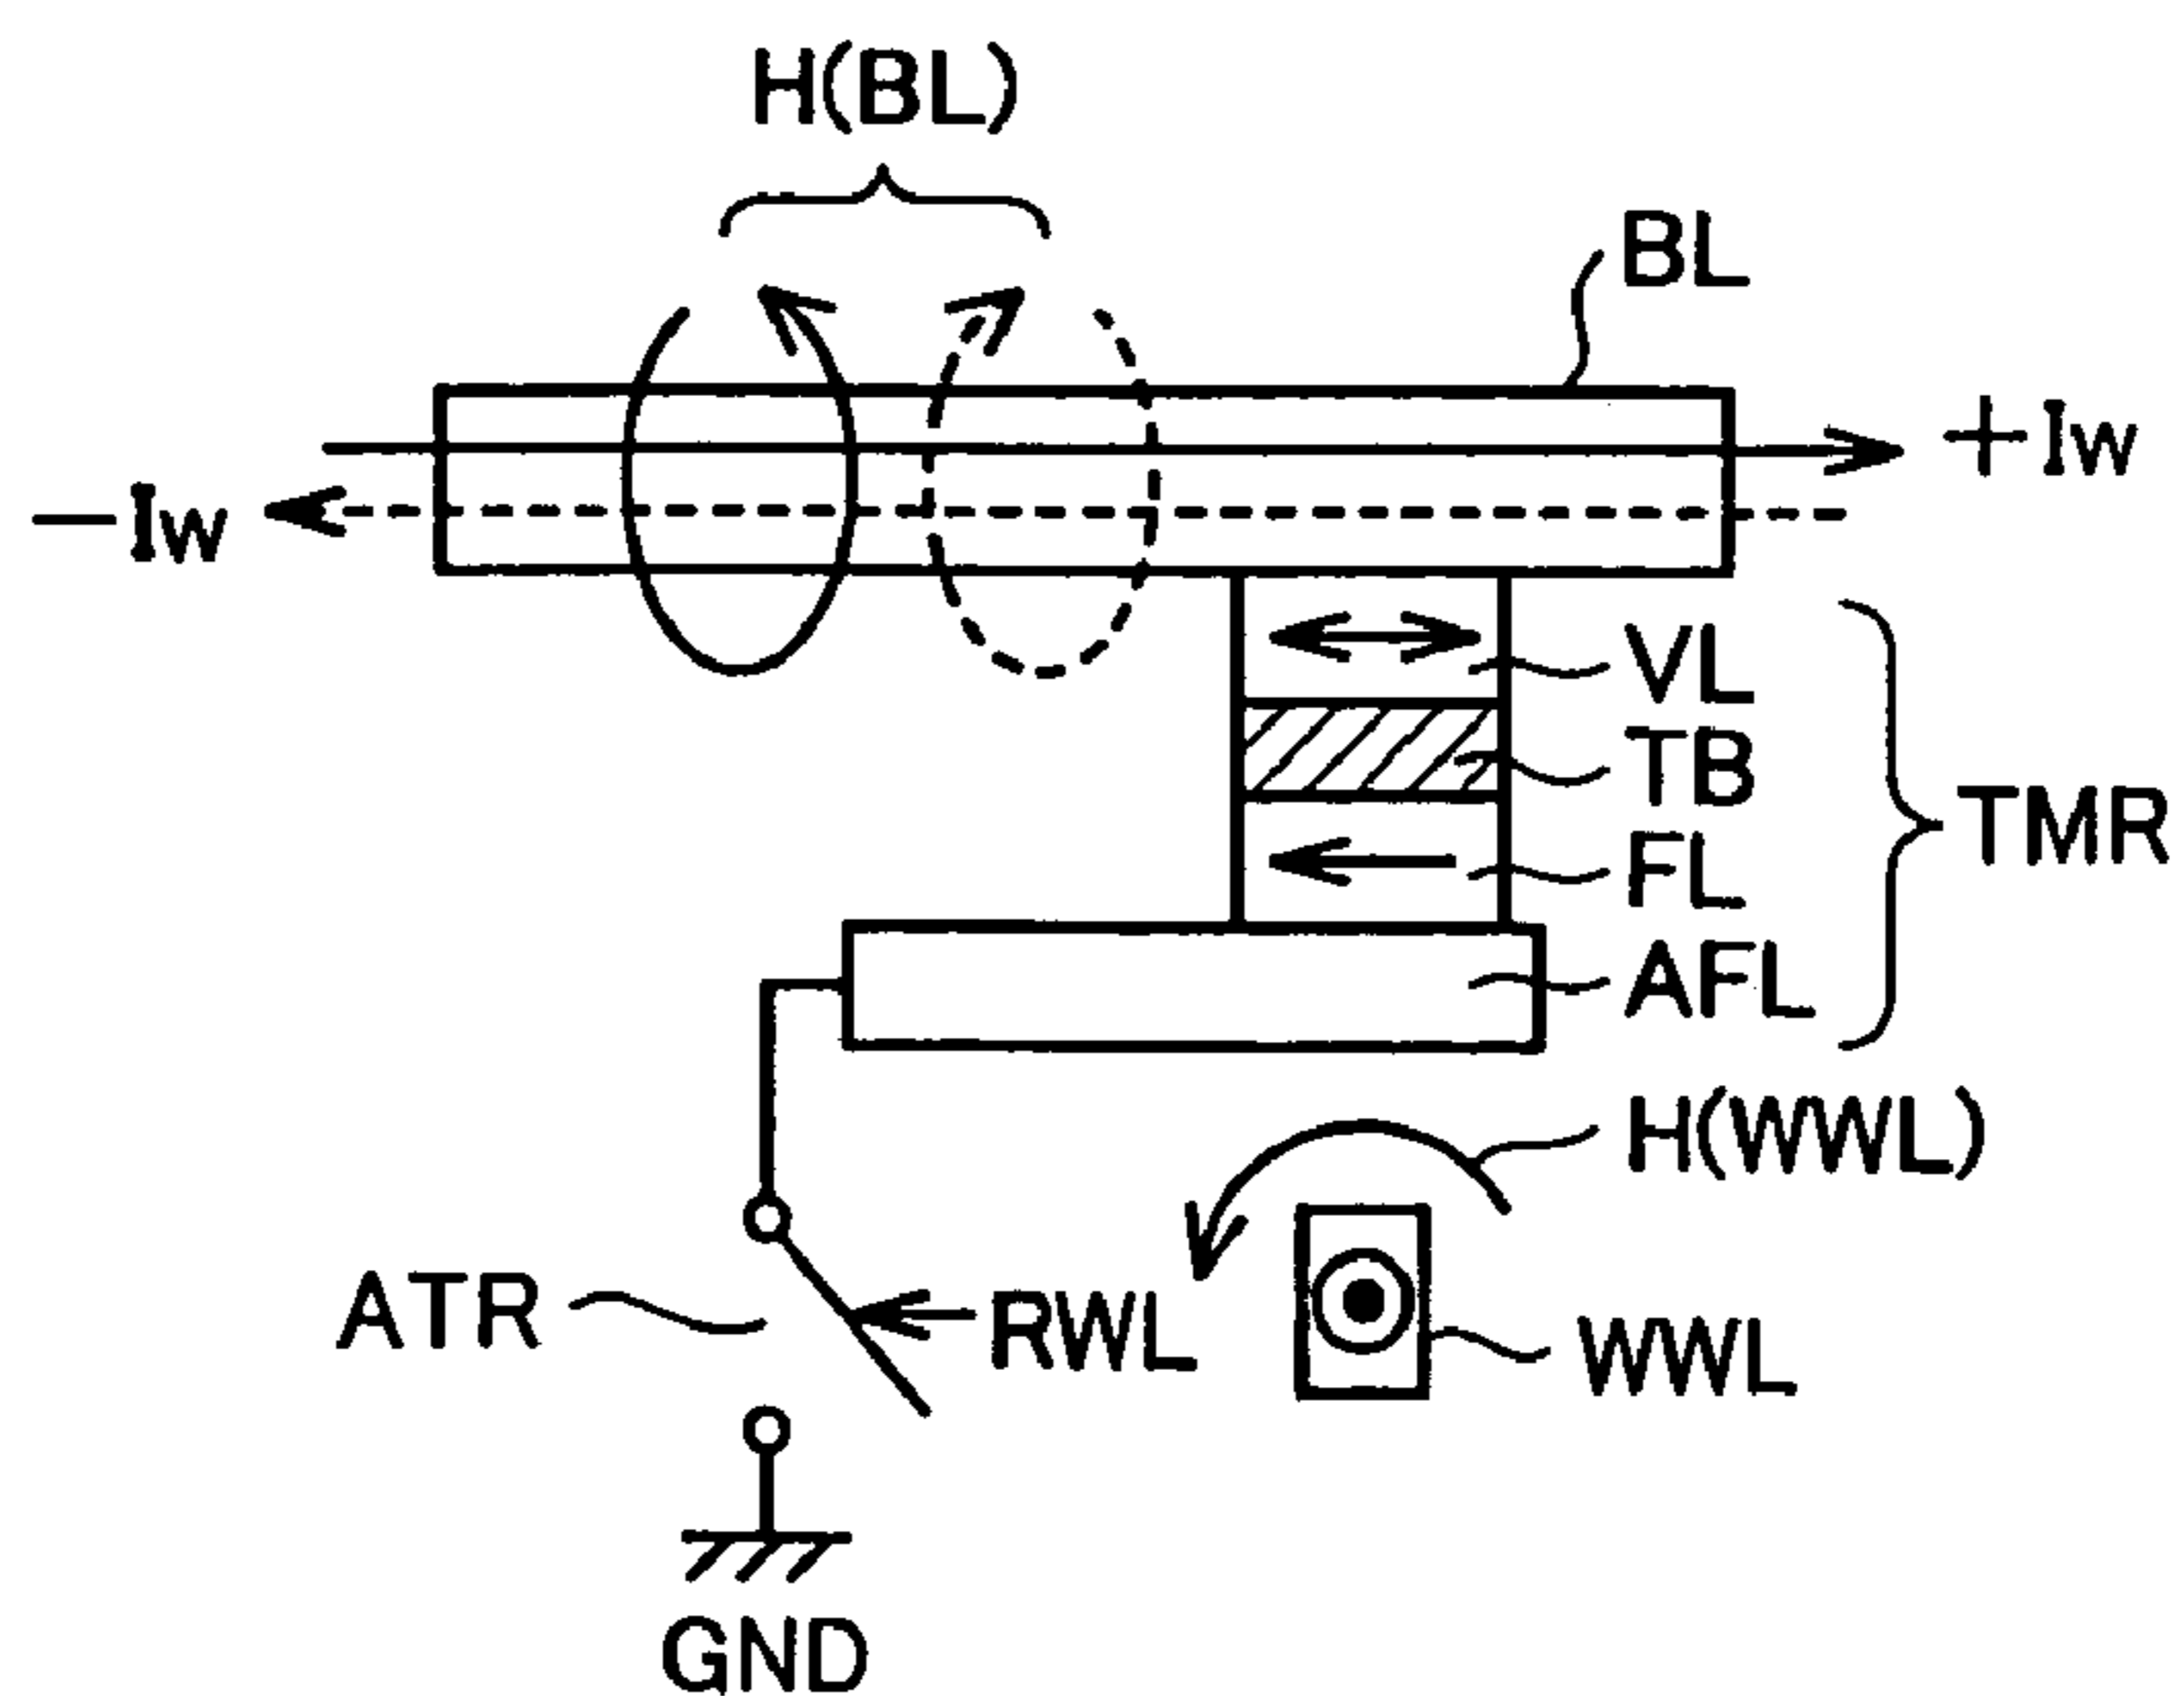 H(BL)
BL
+Iw
−Iw
VL
TB
TMR
FL
AFL
H(WWL)
ATR
RWL
WWL
GND